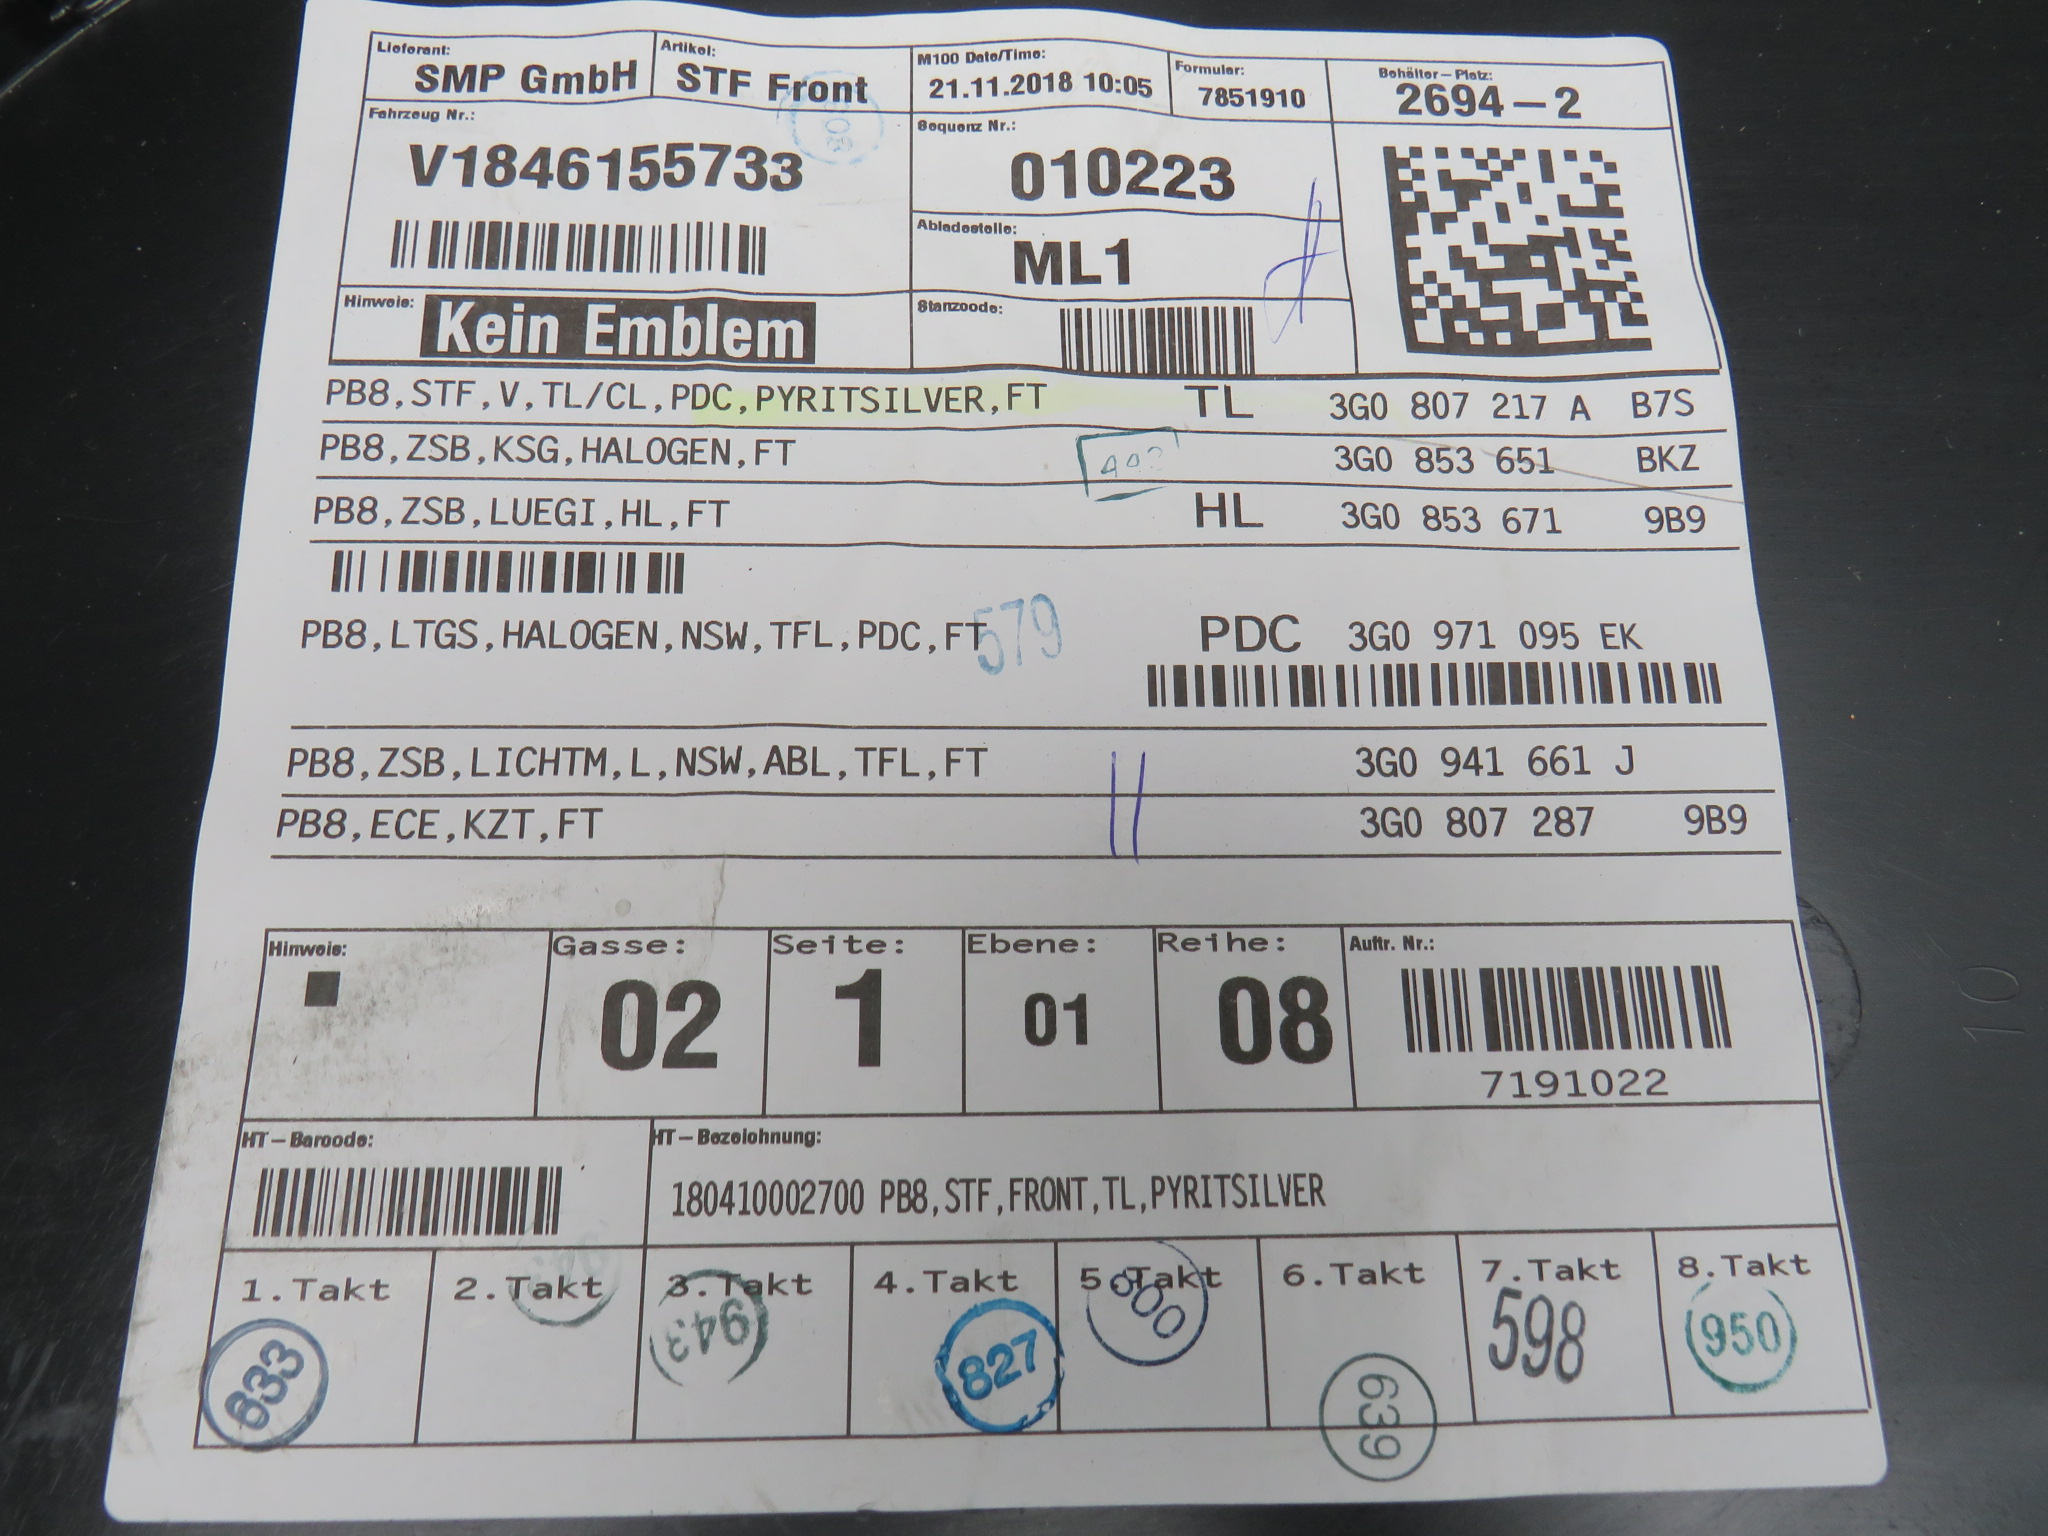 Lieferant:
SMP GmbH
Artikel:
STF Front
M100 Date/Time:
21.11.2018 10:05
Formular:
7851910
Behälter-Platz:
2694-2
Fahrzeug Nr.:
V1846155733
Sequenz Nr.:
010223
Abladestelle:
ML1
Hinweis:
Kein Emblem
Stanzcode:
PB8,STF,V,TL/CL,PDC,PYRITSILVER,FT TL 3G0 807 217 A B7S
PB8,ZSB,KSG,HALOGEN,FT 3G0 853 651 BKZ
PB8,ZSB,LUEGI,HL,FT HL 3G0 853 671 9B9
579
PB8,LTGS,HALOGEN,NSW,TFL,PDC,FT PDC 3G0 971 095 EK
PB8,ZSB,LICHTM,L,NSW,ABL,TFL,FT 3G0 941 661 J
PB8,ECE,KZT,FT 3G0 807 287 9B9
Hinweis:
Gasse:
02
Seite:
1
Ebene:
01
Reihe:
08
Auftr. Nr.:
7191022
10
HT-Barcode:
HT-Bezeichnung:
180410002700 PB8,STF,FRONT,TL,PYRITSILVER
1.Takt 2.Takt 3.Takt 4.Takt 5.Takt 6.Takt 7.Takt 8.Takt
833 943 827 639 598 950